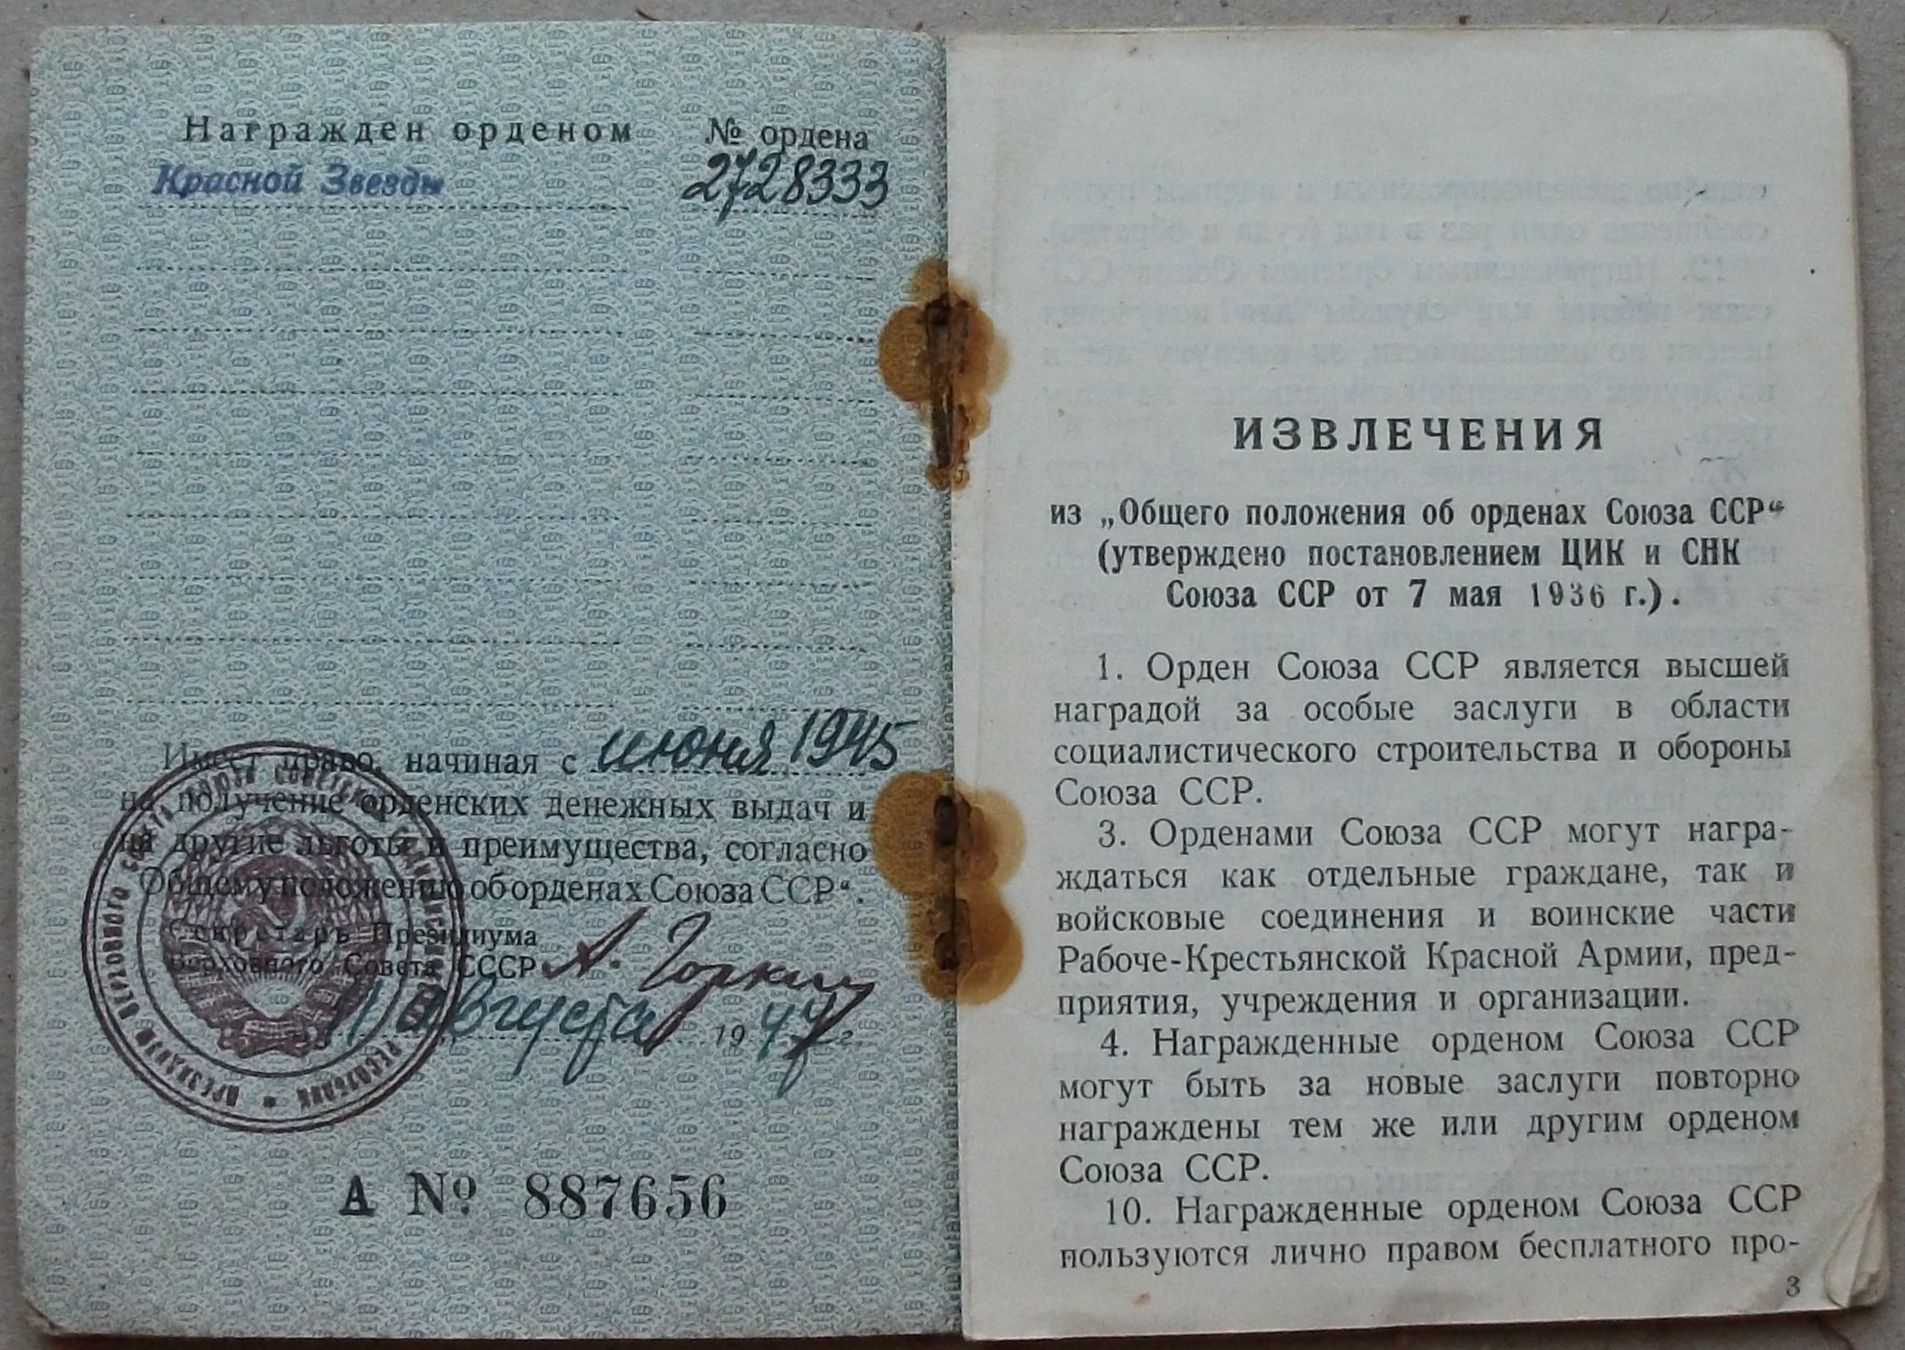 Награжден орденом № ордена
Красной Звезды 2728333
Имеет право, начиная с июня 1945
на получение орденских денежных выдач и
на другие льготы и преимущества, согласно
„Общему положению об орденах Союза ССР“.
Секретарь Президиума
Верховного Совета СССР А. Горкин
11 августа 1947 г.
А № 887656
ИЗВЛЕЧЕНИЯ
из „Общего положения об орденах Союза ССР“
(утверждено постановлением ЦИК и СНК
Союза ССР от 7 мая 1936 г.).
1. Орден Союза ССР является высшей
наградой за особые заслуги в области
социалистического строительства и обороны
Союза ССР.
3. Орденами Союза ССР могут награ-
ждаться как отдельные граждане, так и
войсковые соединения и воинские части
Рабоче-Крестьянской Красной Армии, пред-
приятия, учреждения и организации.
4. Награжденные орденом Союза ССР
могут быть за новые заслуги повторно
награждены тем же или другим орденом
Союза ССР.
10. Награжденные орденом Союза ССР
пользуются лично правом бесплатного про-
3